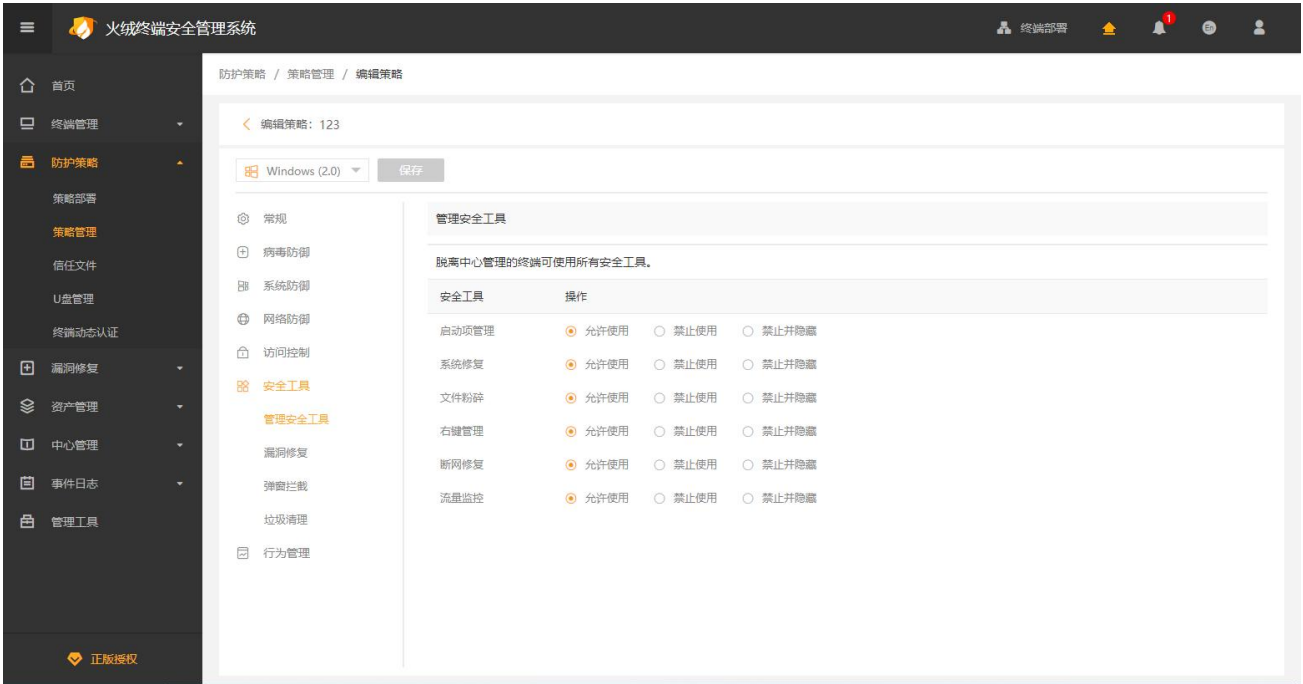 火绒终端安全管理系统
终端部署
1
En
防护策略 / 策略管理 / 编辑策略
首页
终端管理
防护策略
策略部署
策略管理
信任文件
U盘管理
终端动态认证
漏洞修复
资产管理
中心管理
事件日志
管理工具
正版授权
编辑策略：123
Windows (2.0)
保存
常规
病毒防御
系统防御
网络防御
访问控制
安全工具
管理安全工具
漏洞修复
弹窗拦截
垃圾清理
行为管理
管理安全工具
脱离中心管理的终端可使用所有安全工具。
安全工具 操作
启动项管理 允许使用 禁止使用 禁止并隐藏
系统修复 允许使用 禁止使用 禁止并隐藏
文件粉碎 允许使用 禁止使用 禁止并隐藏
右键管理 允许使用 禁止使用 禁止并隐藏
断网修复 允许使用 禁止使用 禁止并隐藏
流量监控 允许使用 禁止使用 禁止并隐藏